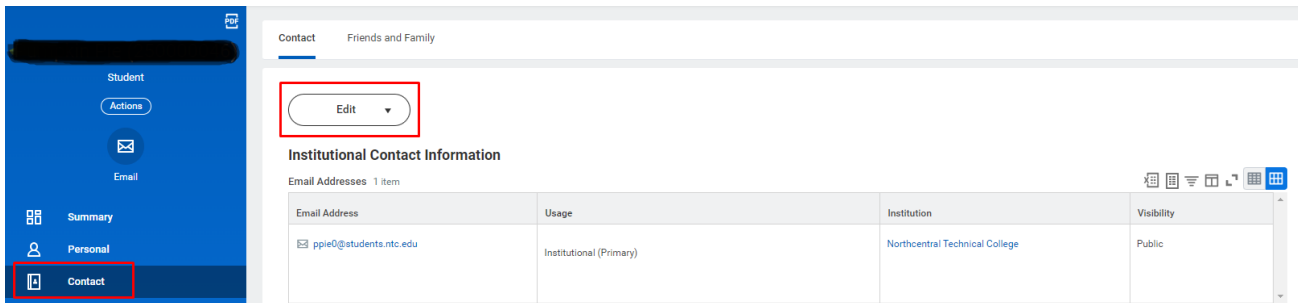 PDF
Student
Actions
Email
Summary
Personal
Contact
Contact Friends and Family
Edit
Institutional Contact Information
Email Addresses 1 item
Email Address Usage Institution Visibility
ppie0@students.ntc.edu Institutional (Primary) Northcentral Technical College Public